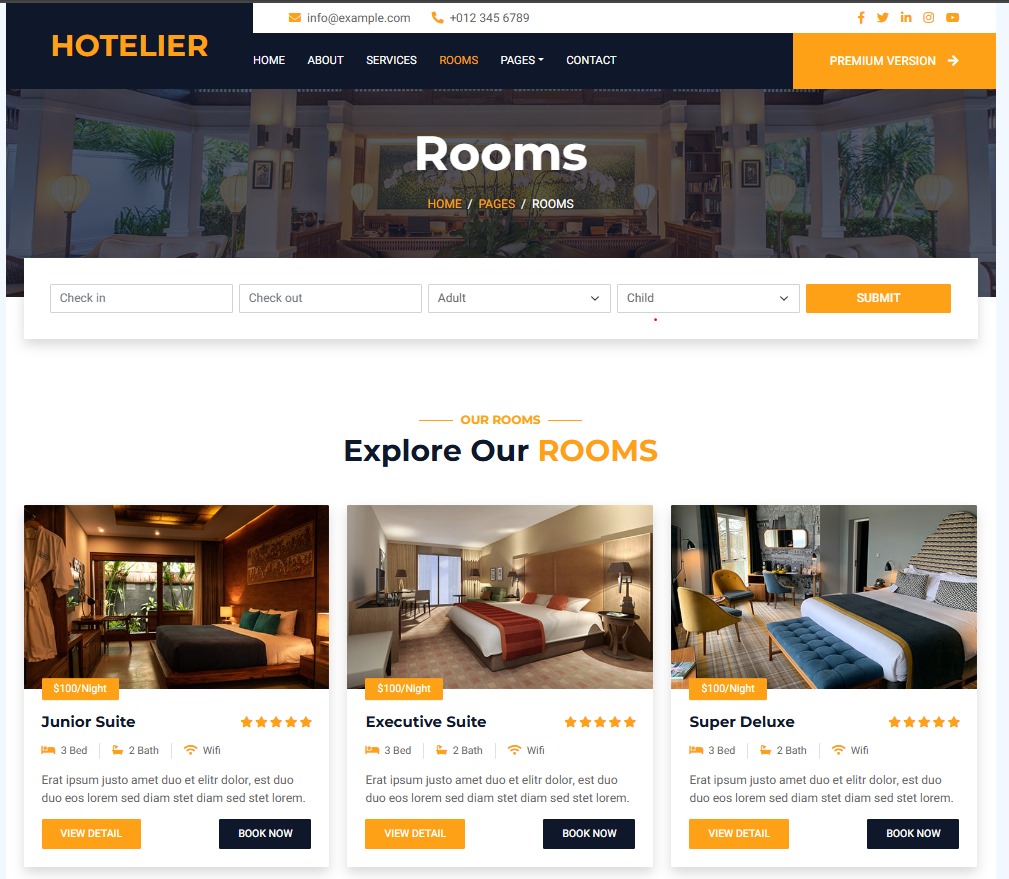 HOTELIER
info@example.com +012 345 6789
HOME ABOUT SERVICES ROOMS PAGES CONTACT
PREMIUM VERSION
Rooms
HOME / PAGES / ROOMS
Check in Check out Adult Child SUBMIT
OUR ROOMS
Explore Our ROOMS
$100/Night
Junior Suite
3 Bed 2 Bath Wifi
Erat ipsum justo amet duo et elitr dolor, est duo
duo eos lorem sed diam stet diam sed stet lorem.
VIEW DETAIL BOOK NOW
$100/Night
Executive Suite
3 Bed 2 Bath Wifi
Erat ipsum justo amet duo et elitr dolor, est duo
duo eos lorem sed diam stet diam sed stet lorem.
VIEW DETAIL BOOK NOW
$100/Night
Super Deluxe
3 Bed 2 Bath Wifi
Erat ipsum justo amet duo et elitr dolor, est duo
duo eos lorem sed diam stet diam sed stet lorem.
VIEW DETAIL BOOK NOW